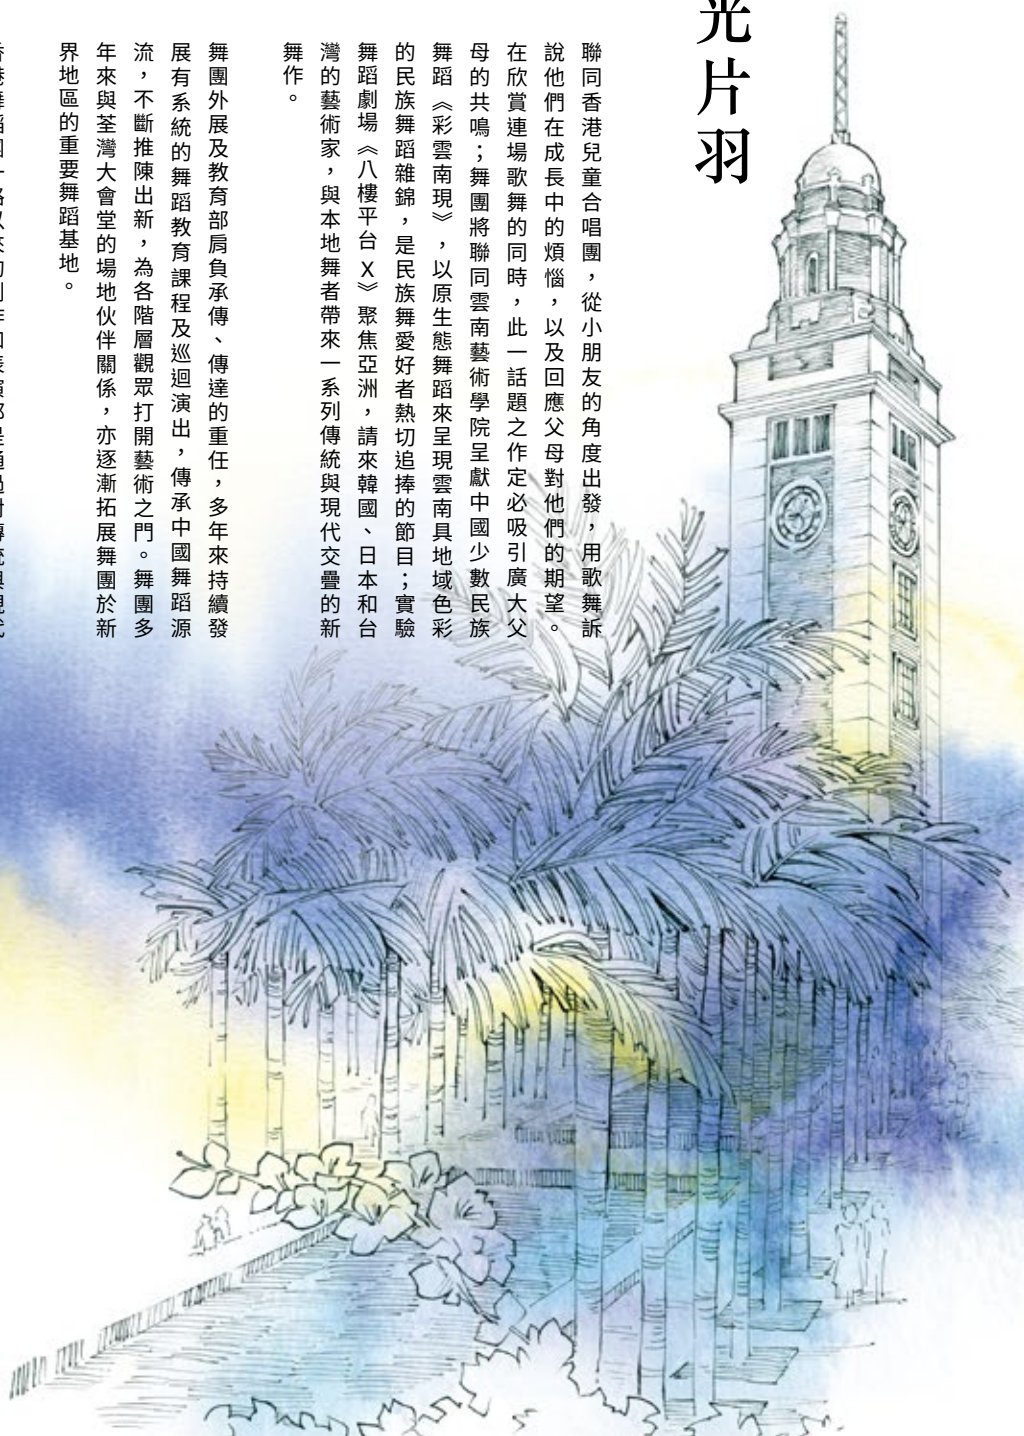 光片羽
聯同香港兒童合唱團，從小朋友的角度出發，用歌舞訴
說他們在成長中的煩惱，以及回應父母對他們的期望。
在欣賞連場歌舞的同時，此一話題之作定必吸引廣大父
母的共鳴；舞團將聯同雲南藝術學院呈獻中國少數民族
舞蹈《彩雲南現》，以原生態舞蹈來呈現雲南具地域色彩
的民族舞蹈雜錦，是民族舞愛好者熱切追捧的節目；實驗
舞蹈劇場《八樓平台 X》聚焦亞洲，請來韓國、日本和台
灣的藝術家，與本地舞者帶來一系列傳統與現代交疊的新
舞作。
舞團外展及教育部肩負承傳、傳達的重任，多年來持續發
展有系統的舞蹈教育課程及巡迴演出，傳承中國舞蹈源
流，不斷推陳出新，為各階層觀眾打開藝術之門。舞團多
年來與荃灣大會堂的場地伙伴關係，亦逐漸拓展舞團於新
界地區的重要舞蹈基地。